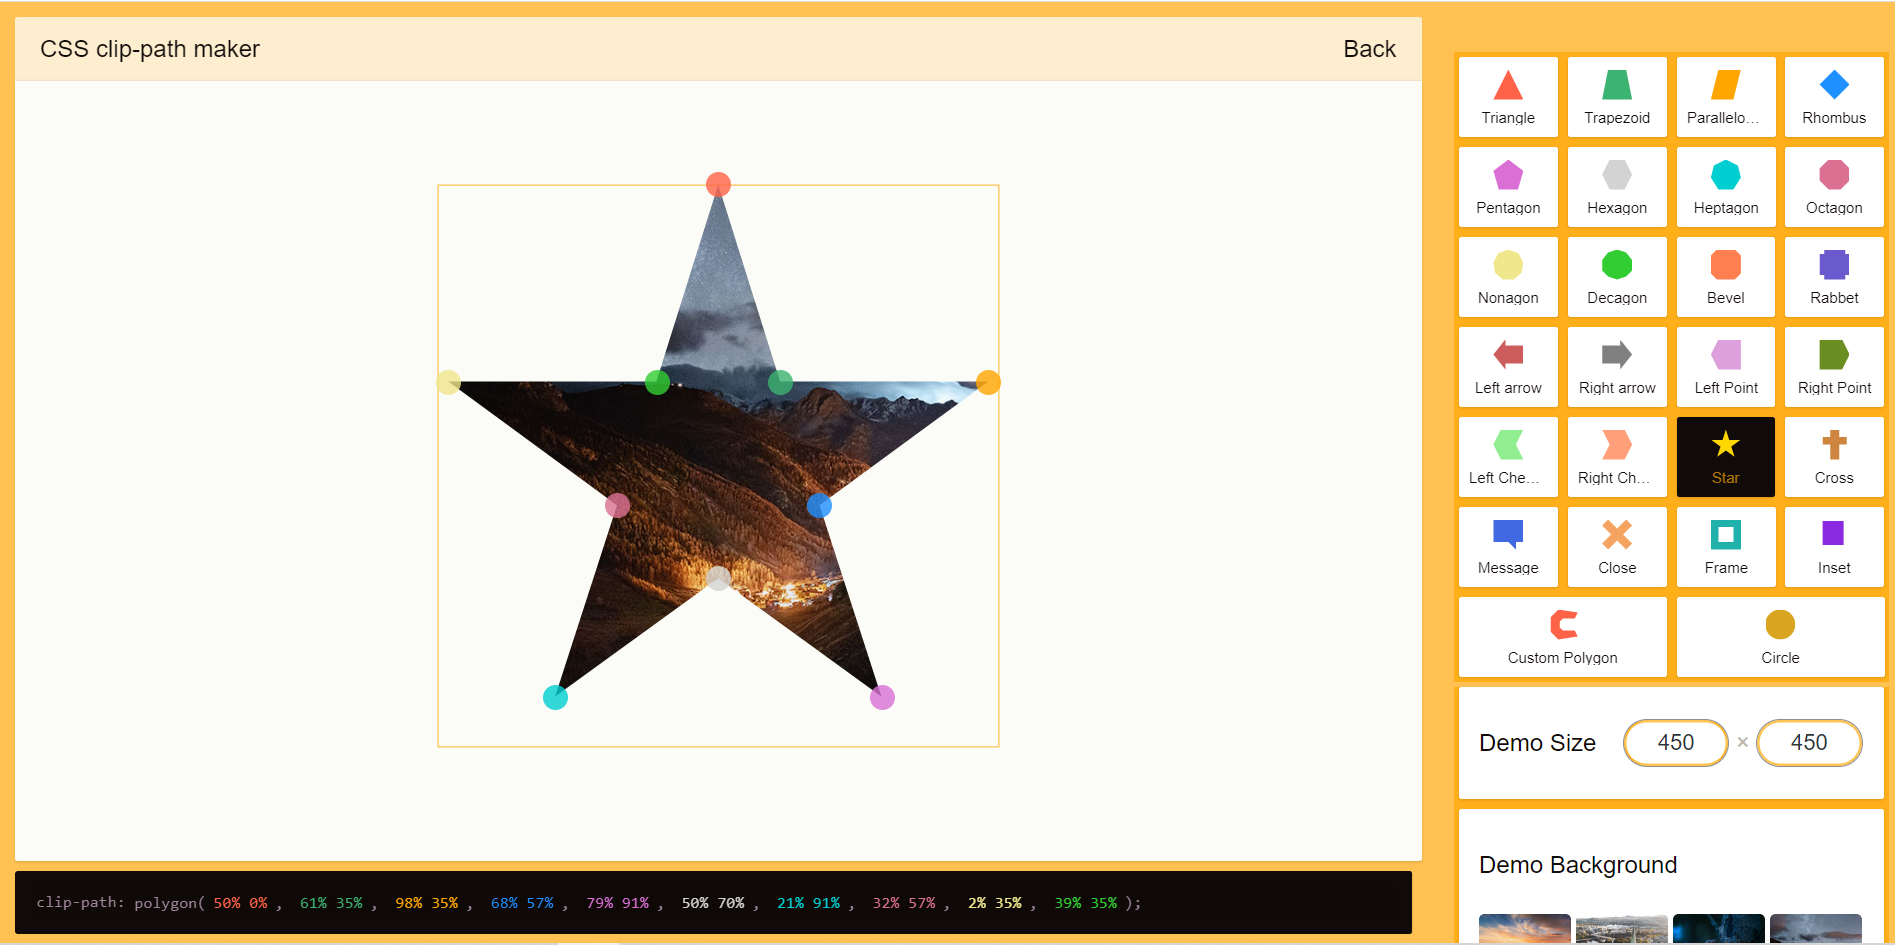 CSS clip-path maker
Back
Triangle
Trapezoid
Parallelo…
Rhombus
Pentagon
Hexagon
Heptagon
Octagon
Nonagon
Decagon
Bevel
Rabbet
Left arrow
Right arrow
Left Point
Right Point
Left Che…
Right Ch…
Star
Cross
Message
Close
Frame
Inset
Custom Polygon
Circle
Demo Size 450 × 450
Demo Background
clip-path: polygon( 50% 0% , 61% 35% , 98% 35% , 68% 57% , 79% 91% , 50% 70% , 21% 91% , 32% 57% , 2% 35% , 39% 35% );